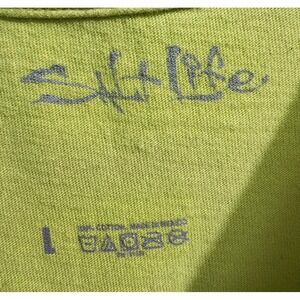 Salt Life
100% COTTON. MADE IN MEXICO
L